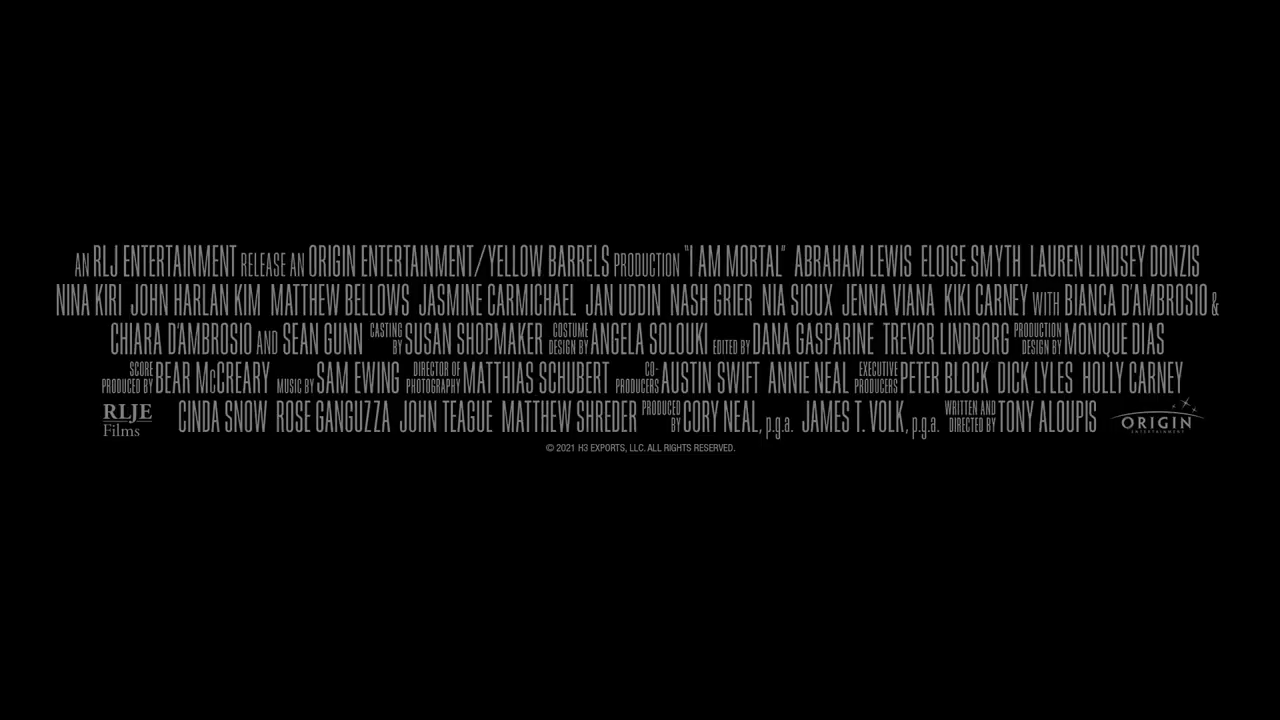 AN RLJ ENTERTAINMENT RELEASE AN ORIGIN ENTERTAINMENT/YELLOW BARRELS PRODUCTION "I AM MORTAL" ABRAHAM LEWIS ELOISE SMYTH LAUREN LINDSEY DONZIS
NINA KIRI JOHN HARLAN KIM MATTHEW BELLOWS JASMINE CARMICHAEL JAN UDDIN NASH GRIER NIA SIOUX JENNA VIANA KIKI CARNEY WITH BIANCA D'AMBROSIO &
CHIARA D'AMBROSIO AND SEAN GUNN CASTING BY SUSAN SHOPMAKER COSTUME DESIGN BY ANGELA SOLOUKI EDITED BY DANA GASPARINE TREVOR LINDBORG PRODUCTION DESIGN BY MONIQUE DIAS
SCORE PRODUCED BY BEAR McCREARY MUSIC BY SAM EWING DIRECTOR OF PHOTOGRAPHY MATTHIAS SCHUBERT CO-PRODUCERS AUSTIN SWIFT ANNIE NEAL EXECUTIVE PRODUCERS PETER BLOCK DICK LYLES HOLLY CARNEY
RLJE Films CINDA SNOW ROSE GANGUZZA JOHN TEAGUE MATTHEW SHREDER PRODUCED BY CORY NEAL, p.g.a. JAMES T. VOLK, p.g.a. WRITTEN AND DIRECTED BY TONY ALOUPIS ORIGIN ENTERTAINMENT
© 2021 H3 EXPORTS, LLC. ALL RIGHTS RESERVED.